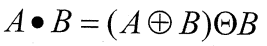 A • B = (A ⊕ B)ΘB